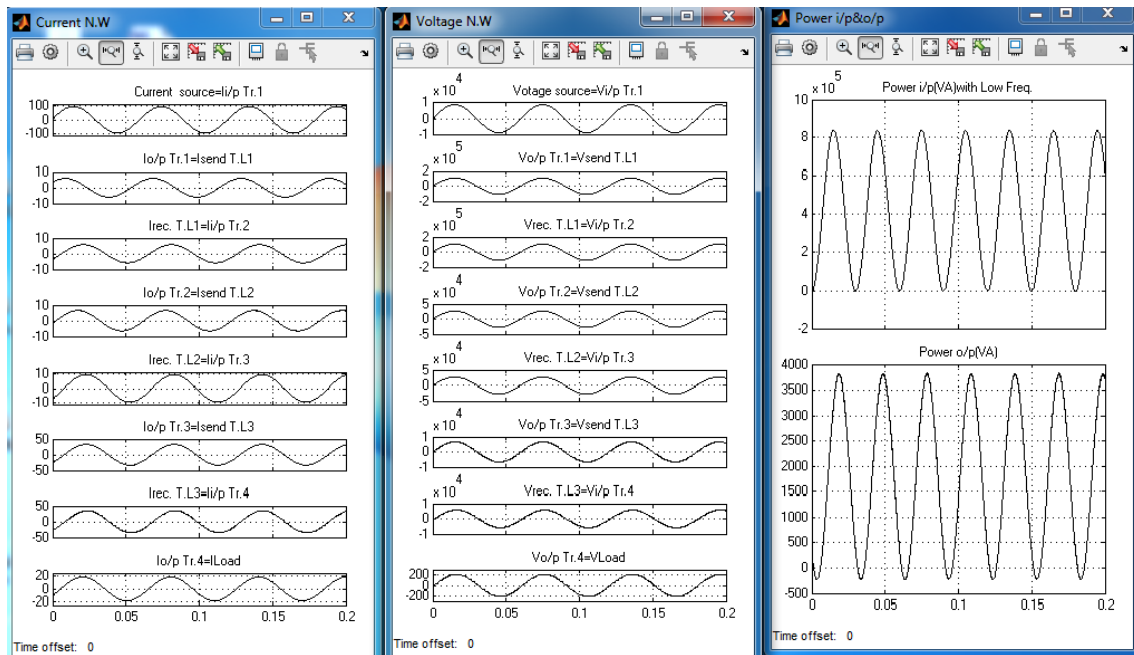 Current N.W
Current source=Ii/p Tr.1
100
0
-100
Io/p Tr.1=Isend T.L1
10
0
-10
Irec. T.L1=Ii/p Tr.2
10
0
-10
Io/p Tr.2=Isend T.L2
10
0
-10
Irec. T.L2=Ii/p Tr.3
10
0
-10
Io/p Tr.3=Isend T.L3
50
0
-50
Irec. T.L3=Ii/p Tr.4
50
0
-50
Io/p Tr.4=ILoad
20
0
-20
0 0.05 0.1 0.15 0.2
Time offset: 0
Voltage N.W
x 10^4
Votage source=Vi/p Tr.1
1
0
-1
x 10^5
Vo/p Tr.1=Vsend T.L1
2
0
-2
x 10^5
Vrec. T.L1=Vi/p Tr.2
2
0
-2
x 10^4
Vo/p Tr.2=Vsend T.L2
5
0
-5
x 10^4
Vrec. T.L2=Vi/p Tr.3
5
0
-5
x 10^4
Vo/p Tr.3=Vsend T.L3
1
0
-1
x 10^4
Vrec. T.L3=Vi/p Tr.4
1
0
-1
Vo/p Tr.4=VLoad
200
0
-200
0 0.05 0.1 0.15 0.2
Time offset: 0
Power i/p&o/p
x 10^5
Power i/p(VA)with Low Freq.
10
8
6
4
2
0
-2
Power o/p(VA)
4000
3500
3000
2500
2000
1500
1000
500
0
-500
0 0.05 0.1 0.15 0.2
Time offset: 0